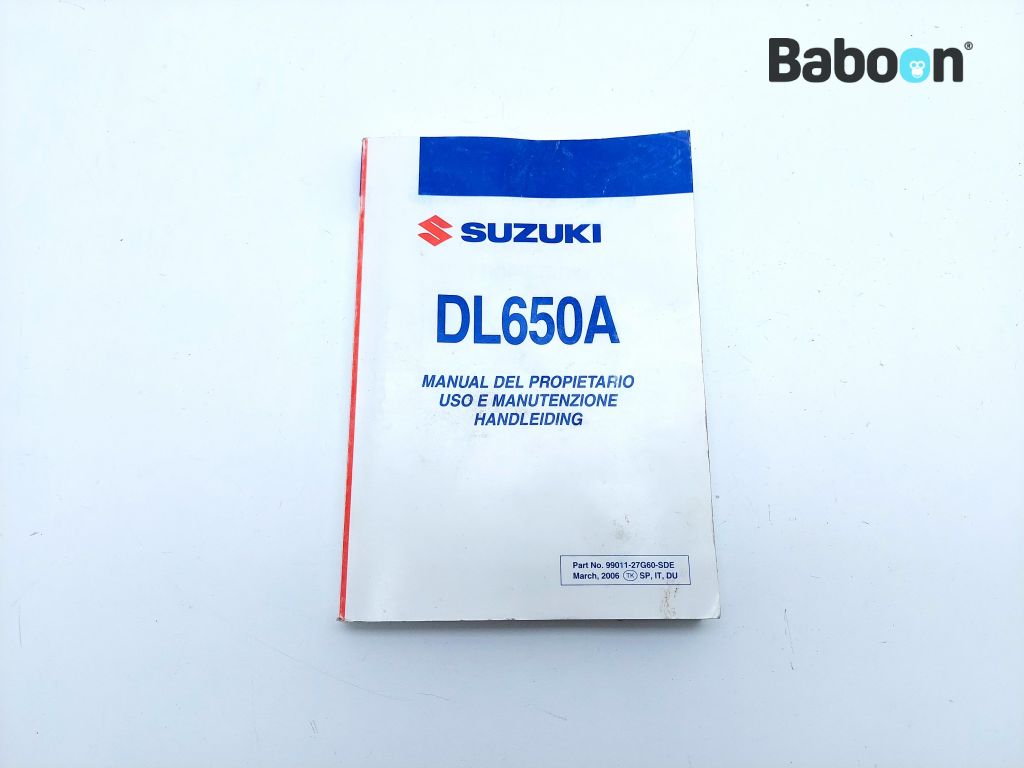 Baboon®
SUZUKI
DL650A
MANUAL DEL PROPIETARIO
USO E MANUTENZIONE
HANDLEIDING
Part No. 99011-27G60-SDE
March, 2006 TK SP, IT, DU